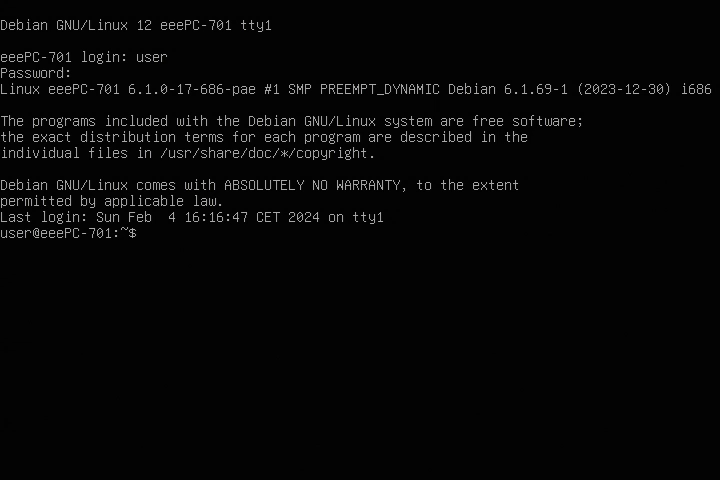 Debian GNU/Linux 12 eeePC-701 tty1
eeePC-701 login: user
Password:
Linux eeePC-701 6.1.0-17-686-pae #1 SMP PREEMPT_DYNAMIC Debian 6.1.69-1 (2023-12-30) i686
The programs included with the Debian GNU/Linux system are free software;
the exact distribution terms for each program are described in the
individual files in /usr/share/doc/*/copyright.
Debian GNU/Linux comes with ABSOLUTELY NO WARRANTY, to the extent
permitted by applicable law.
Last login: Sun Feb  4 16:16:47 CET 2024 on tty1
user@eeePC-701:~$